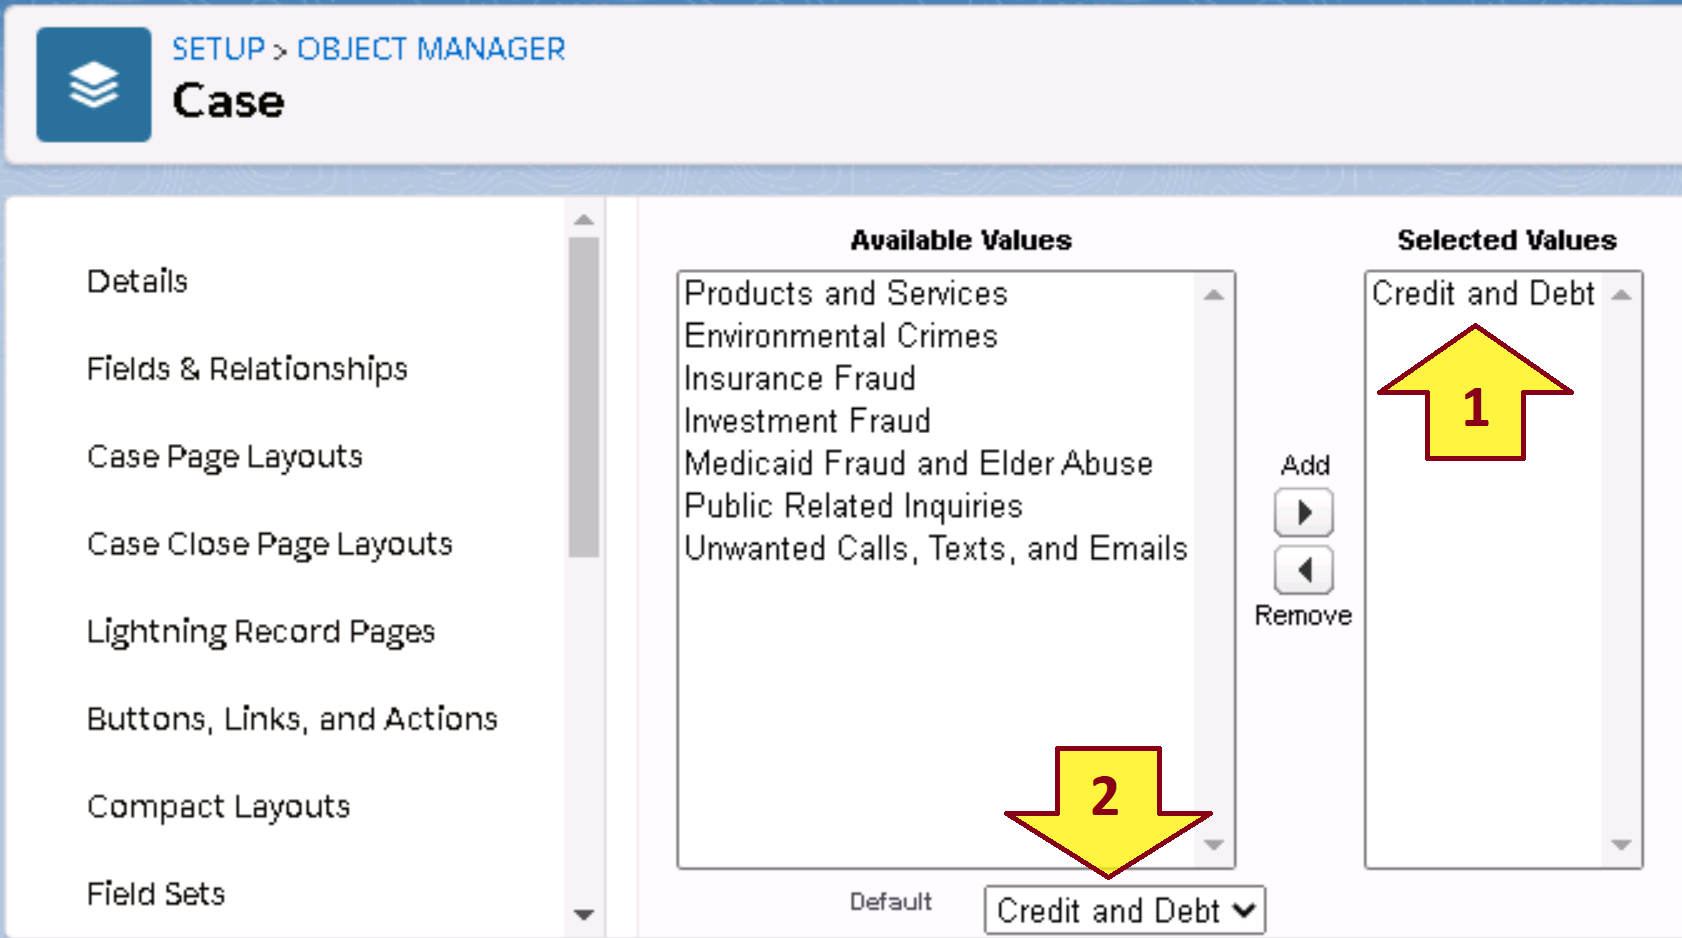 SETUP > OBJECT MANAGER
Case
Details
Fields & Relationships
Case Page Layouts
Case Close Page Layouts
Lightning Record Pages
Buttons, Links, and Actions
Compact Layouts
Field Sets
Available Values
Products and Services
Environmental Crimes
Insurance Fraud
Investment Fraud
Medicaid Fraud and Elder Abuse
Public Related Inquiries
Unwanted Calls, Texts, and Emails
Add
Remove
Selected Values
Credit and Debt
1
2
Default
Credit and Debt